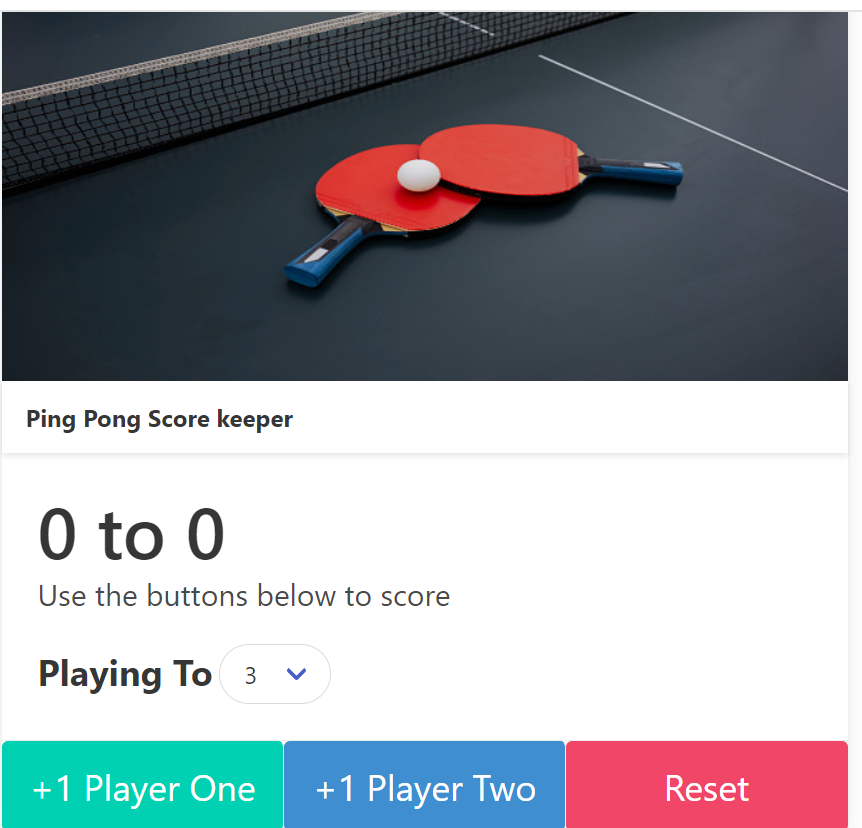 Ping Pong Score keeper
0 to 0
Use the buttons below to score
Playing To 3
+1 Player One +1 Player Two Reset